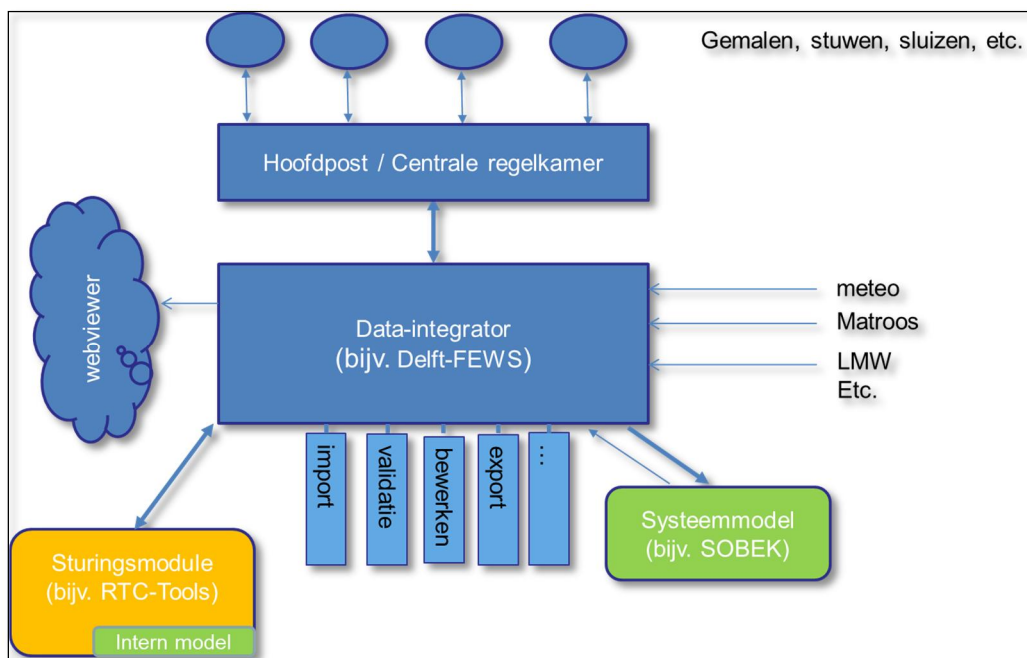 Gemalen, stuwen, sluizen, etc.
Hoofdpost / Centrale regelkamer
webviewer
Data-integrator
(bijv. Delft-FEWS)
meteo
Matroos
LMW
Etc.
import
validatie
bewerken
export
...
Sturingsmodule
(bijv. RTC-Tools)
Intern model
Systeemmodel
(bijv. SOBEK)